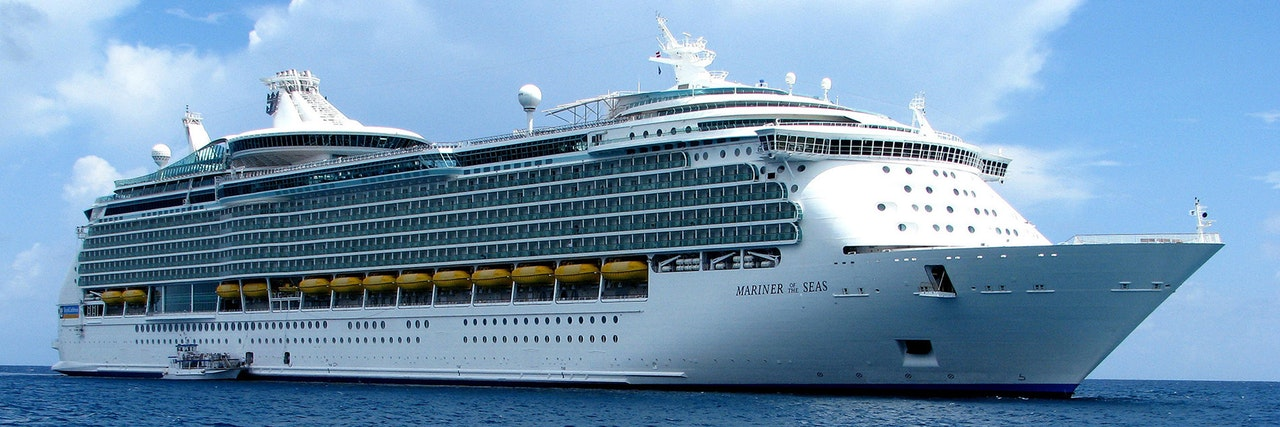 MARINER OF THE SEAS